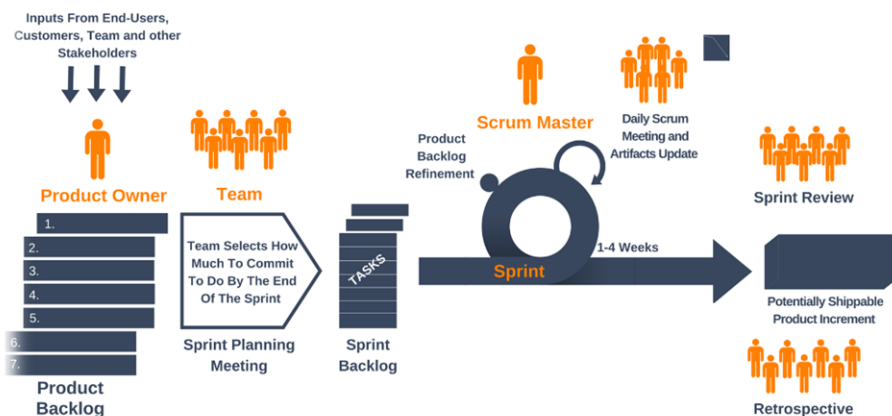 Inputs From End-Users,
Customers, Team and other
Stakeholders
Product Owner
1.
2.
3.
4.
5.
6.
7.
Product
Backlog
Team
Team Selects How
Much To Commit
To Do By The End
Of The Sprint
Sprint Planning
Meeting
TASKS
Sprint
Backlog
Scrum Master
Product
Backlog
Refinement
Daily Scrum
Meeting and
Artifacts Update
Sprint
1-4 Weeks
Sprint Review
Potentially Shippable
Product Increment
Retrospective